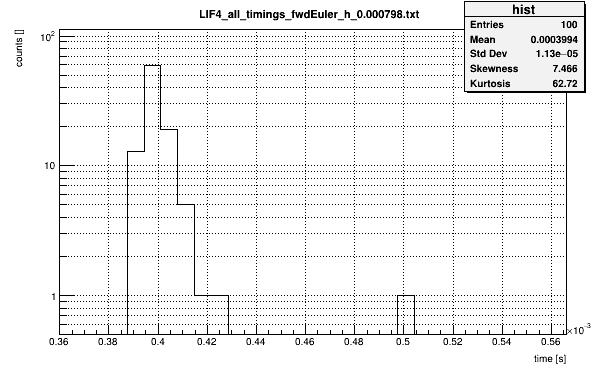 LIF4_all_timings_fwdEuler_h_0.000798.txt
hist
Entries 100
Mean 0.0003994
Std Dev 1.13e−05
Skewness 7.466
Kurtosis 62.72
counts []
10²
10
1
0.36 0.38 0.4 0.42 0.44 0.46 0.48 0.5 0.52 0.54 0.56
×10⁻³
time [s]